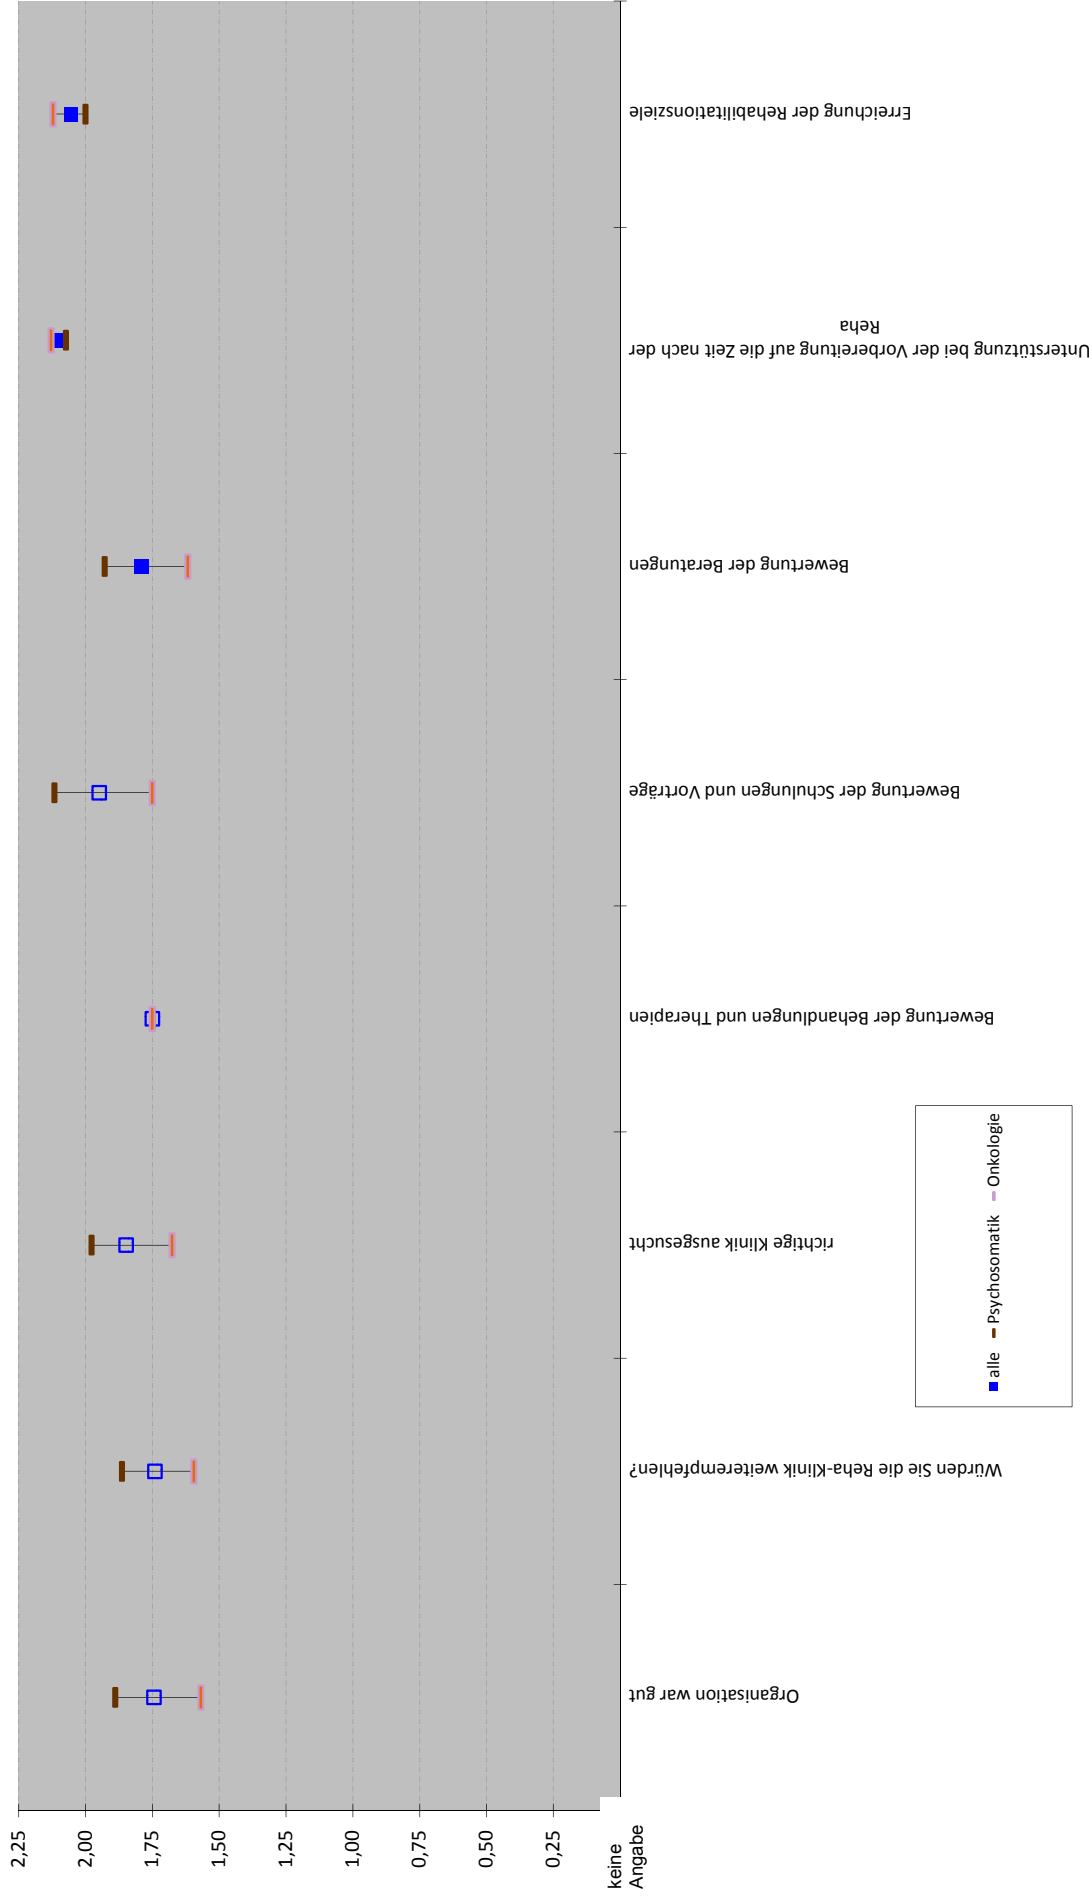 2,25
2,00
1,75
1,50
1,25
1,00
0,75
0,50
0,25
keine
Angabe
Organisation war gut
Würden Sie die Reha-Klinik weiterempfehlen?
richtige Klinik ausgesucht
Bewertung der Behandlungen und Therapien
Bewertung der Schulungen und Vorträge
Bewertung der Beratungen
Unterstützung bei der Vorbereitung auf die Zeit nach der
Reha
Erreichung der Rehabilitationsziele
alle Psychosomatik Onkologie